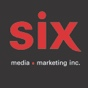 six
media + marketing inc.